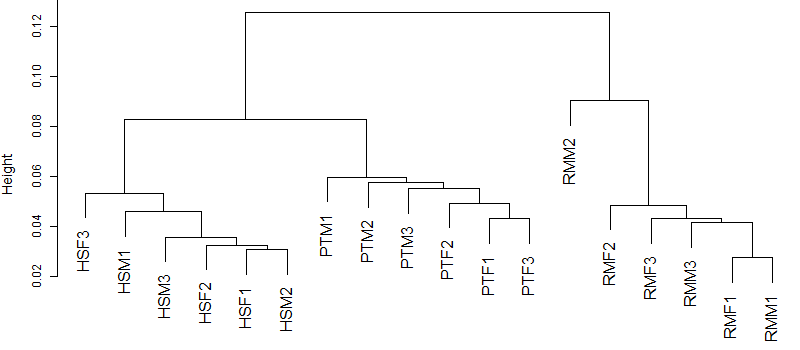 Height
0.12
0.10
0.08
0.06
0.04
0.02
HSF3
HSM1
HSM3
HSF2
HSF1
HSM2
PTM1
PTM2
PTM3
PTF2
PTF1
PTF3
RMM2
RMF2
RMF3
RMM3
RMF1
RMM1